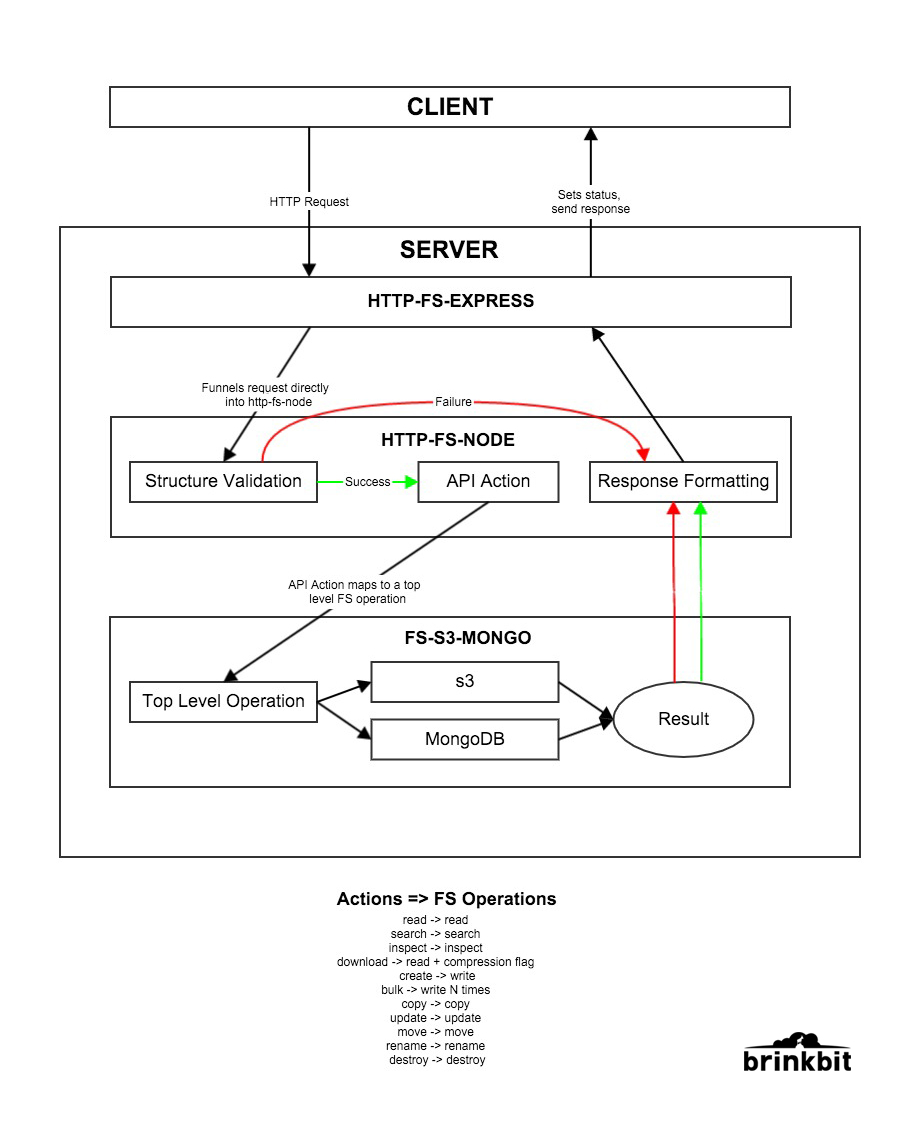 CLIENT
HTTP Request
Sets status,
send response
SERVER
HTTP-FS-EXPRESS
Funnels request directly
into http-fs-node
Failure
HTTP-FS-NODE
Structure Validation
Success
API Action
Response Formatting
API Action maps to a top
level FS operation
FS-S3-MONGO
Top Level Operation
s3
MongoDB
Result
Actions => FS Operations
read -> read
search -> search
inspect -> inspect
download -> read + compression flag
create -> write
bulk -> write N times
copy -> copy
update -> update
move -> move
rename -> rename
destroy -> destroy
brinkbit